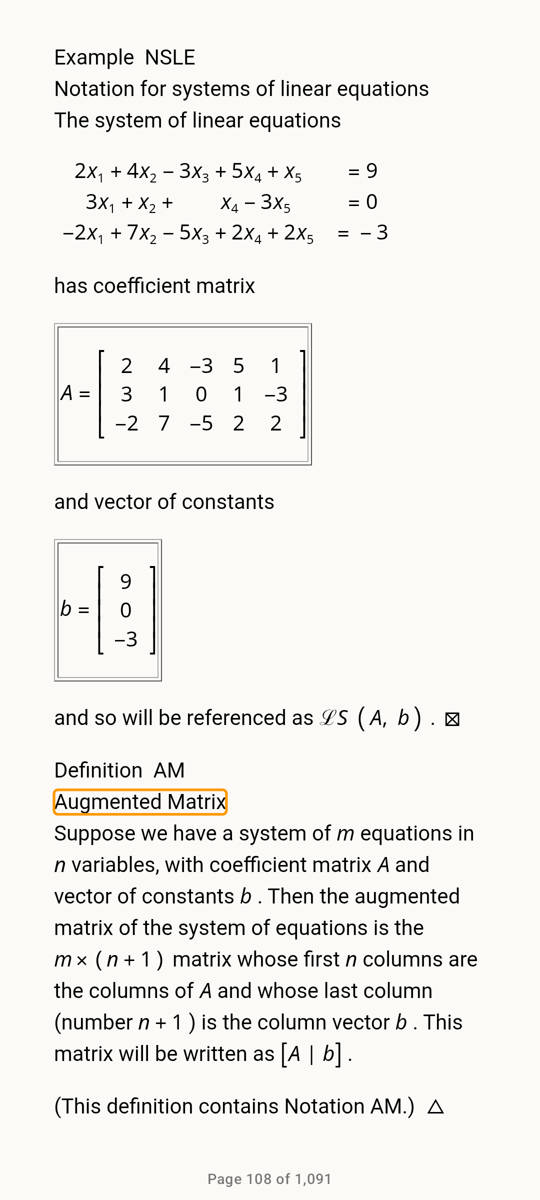 Example NSLE
Notation for systems of linear equations
The system of linear equations
2x₁ + 4x₂ − 3x₃ + 5x₄ + x₅ = 9
3x₁ + x₂ + x₄ − 3x₅ = 0
−2x₁ + 7x₂ − 5x₃ + 2x₄ + 2x₅ = − 3
has coefficient matrix
2 4 −3 5 1
A = [ 3 1 0 1 −3 ]
−2 7 −5 2 2
and vector of constants
9
b = [ 0 ]
−3
and so will be referenced as ℒS (A, b) . ⊠
Definition AM
Augmented Matrix
Suppose we have a system of m equations in
n variables, with coefficient matrix A and
vector of constants b . Then the augmented
matrix of the system of equations is the
m × (n + 1) matrix whose first n columns are
the columns of A and whose last column
(number n + 1 ) is the column vector b . This
matrix will be written as [A | b] .
(This definition contains Notation AM.) △
Page 108 of 1,091